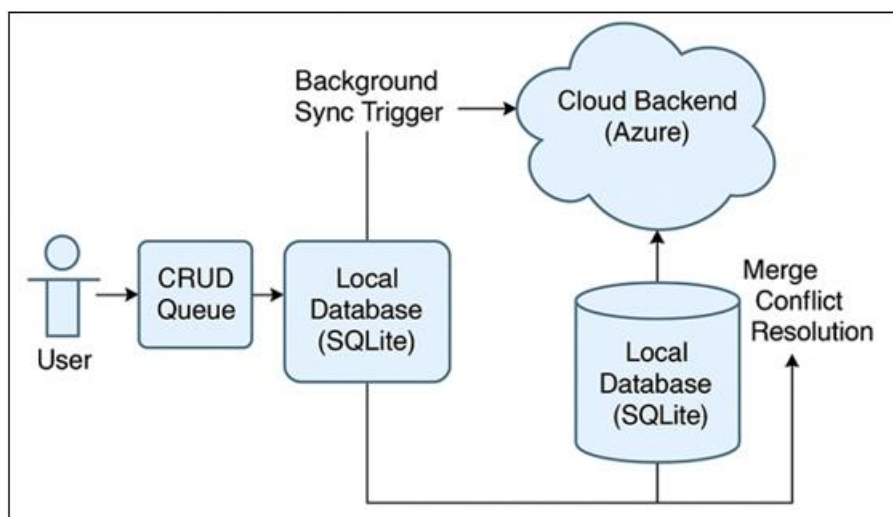 Background
Sync Trigger
Cloud Backend
(Azure)
User
CRUD
Queue
Local
Database
(SQLite)
Merge
Conflict
Resolution
Local
Database
(SQLite)